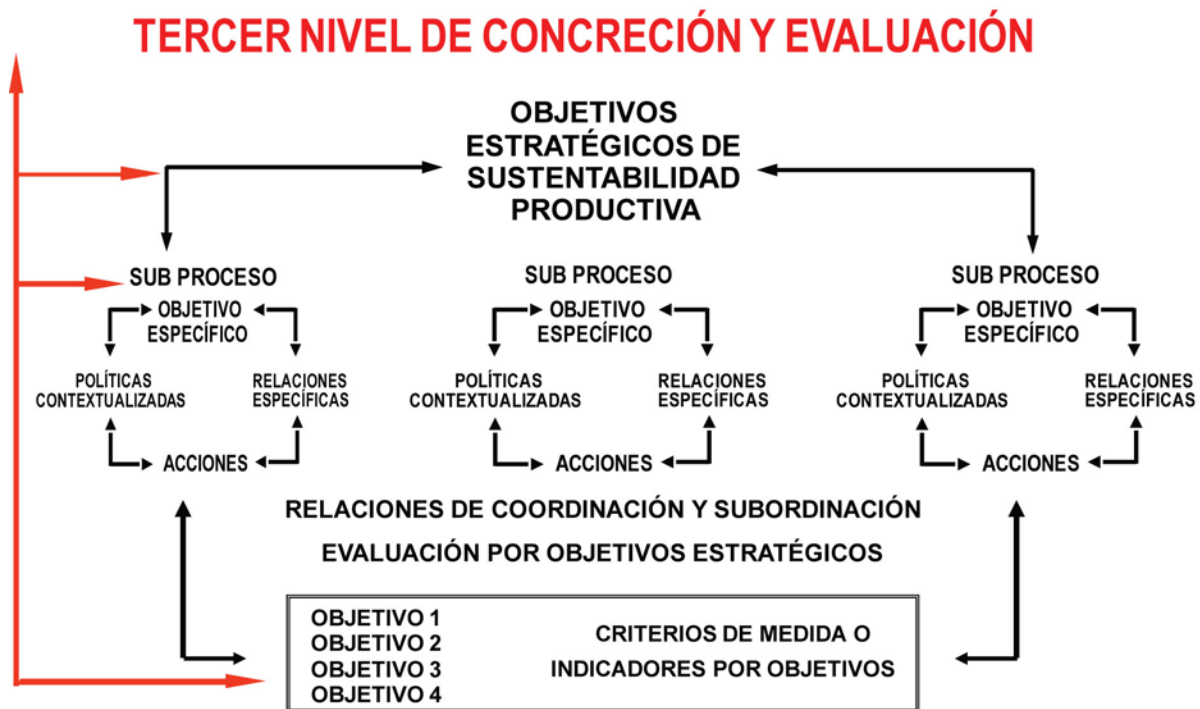 TERCER NIVEL DE CONCRECIÓN Y EVALUACIÓN
OBJETIVOS
ESTRATÉGICOS DE
SUSTENTABILIDAD
PRODUCTIVA
SUB PROCESO
OBJETIVO
ESPECÍFICO
POLÍTICAS
CONTEXTUALIZADAS
RELACIONES
ESPECÍFICAS
ACCIONES
SUB PROCESO
OBJETIVO
ESPECÍFICO
POLÍTICAS
CONTEXTUALIZADAS
RELACIONES
ESPECÍFICAS
ACCIONES
SUB PROCESO
OBJETIVO
ESPECÍFICO
POLÍTICAS
CONTEXTUALIZADAS
RELACIONES
ESPECÍFICAS
ACCIONES
RELACIONES DE COORDINACIÓN Y SUBORDINACIÓN
EVALUACIÓN POR OBJETIVOS ESTRATÉGICOS
OBJETIVO 1
OBJETIVO 2
OBJETIVO 3
OBJETIVO 4
CRITERIOS DE MEDIDA O
INDICADORES POR OBJETIVOS